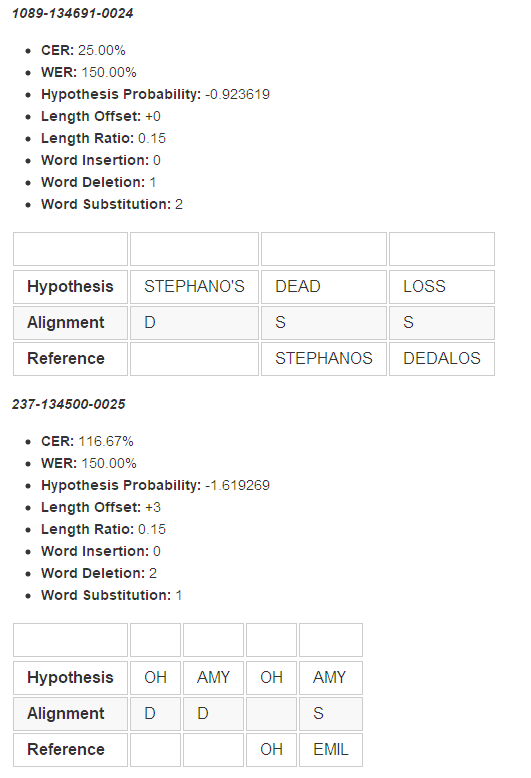 1089-134691-0024
• CER: 25.00%
• WER: 150.00%
• Hypothesis Probability: -0.923619
• Length Offset: +0
• Length Ratio: 0.15
• Word Insertion: 0
• Word Deletion: 1
• Word Substitution: 2
Hypothesis STEPHANO'S DEAD LOSS
Alignment D S S
Reference STEPHANOS DEDALOS
237-134500-0025
• CER: 116.67%
• WER: 150.00%
• Hypothesis Probability: -1.619269
• Length Offset: +3
• Length Ratio: 0.15
• Word Insertion: 0
• Word Deletion: 2
• Word Substitution: 1
Hypothesis OH AMY OH AMY
Alignment D D S
Reference OH EMIL